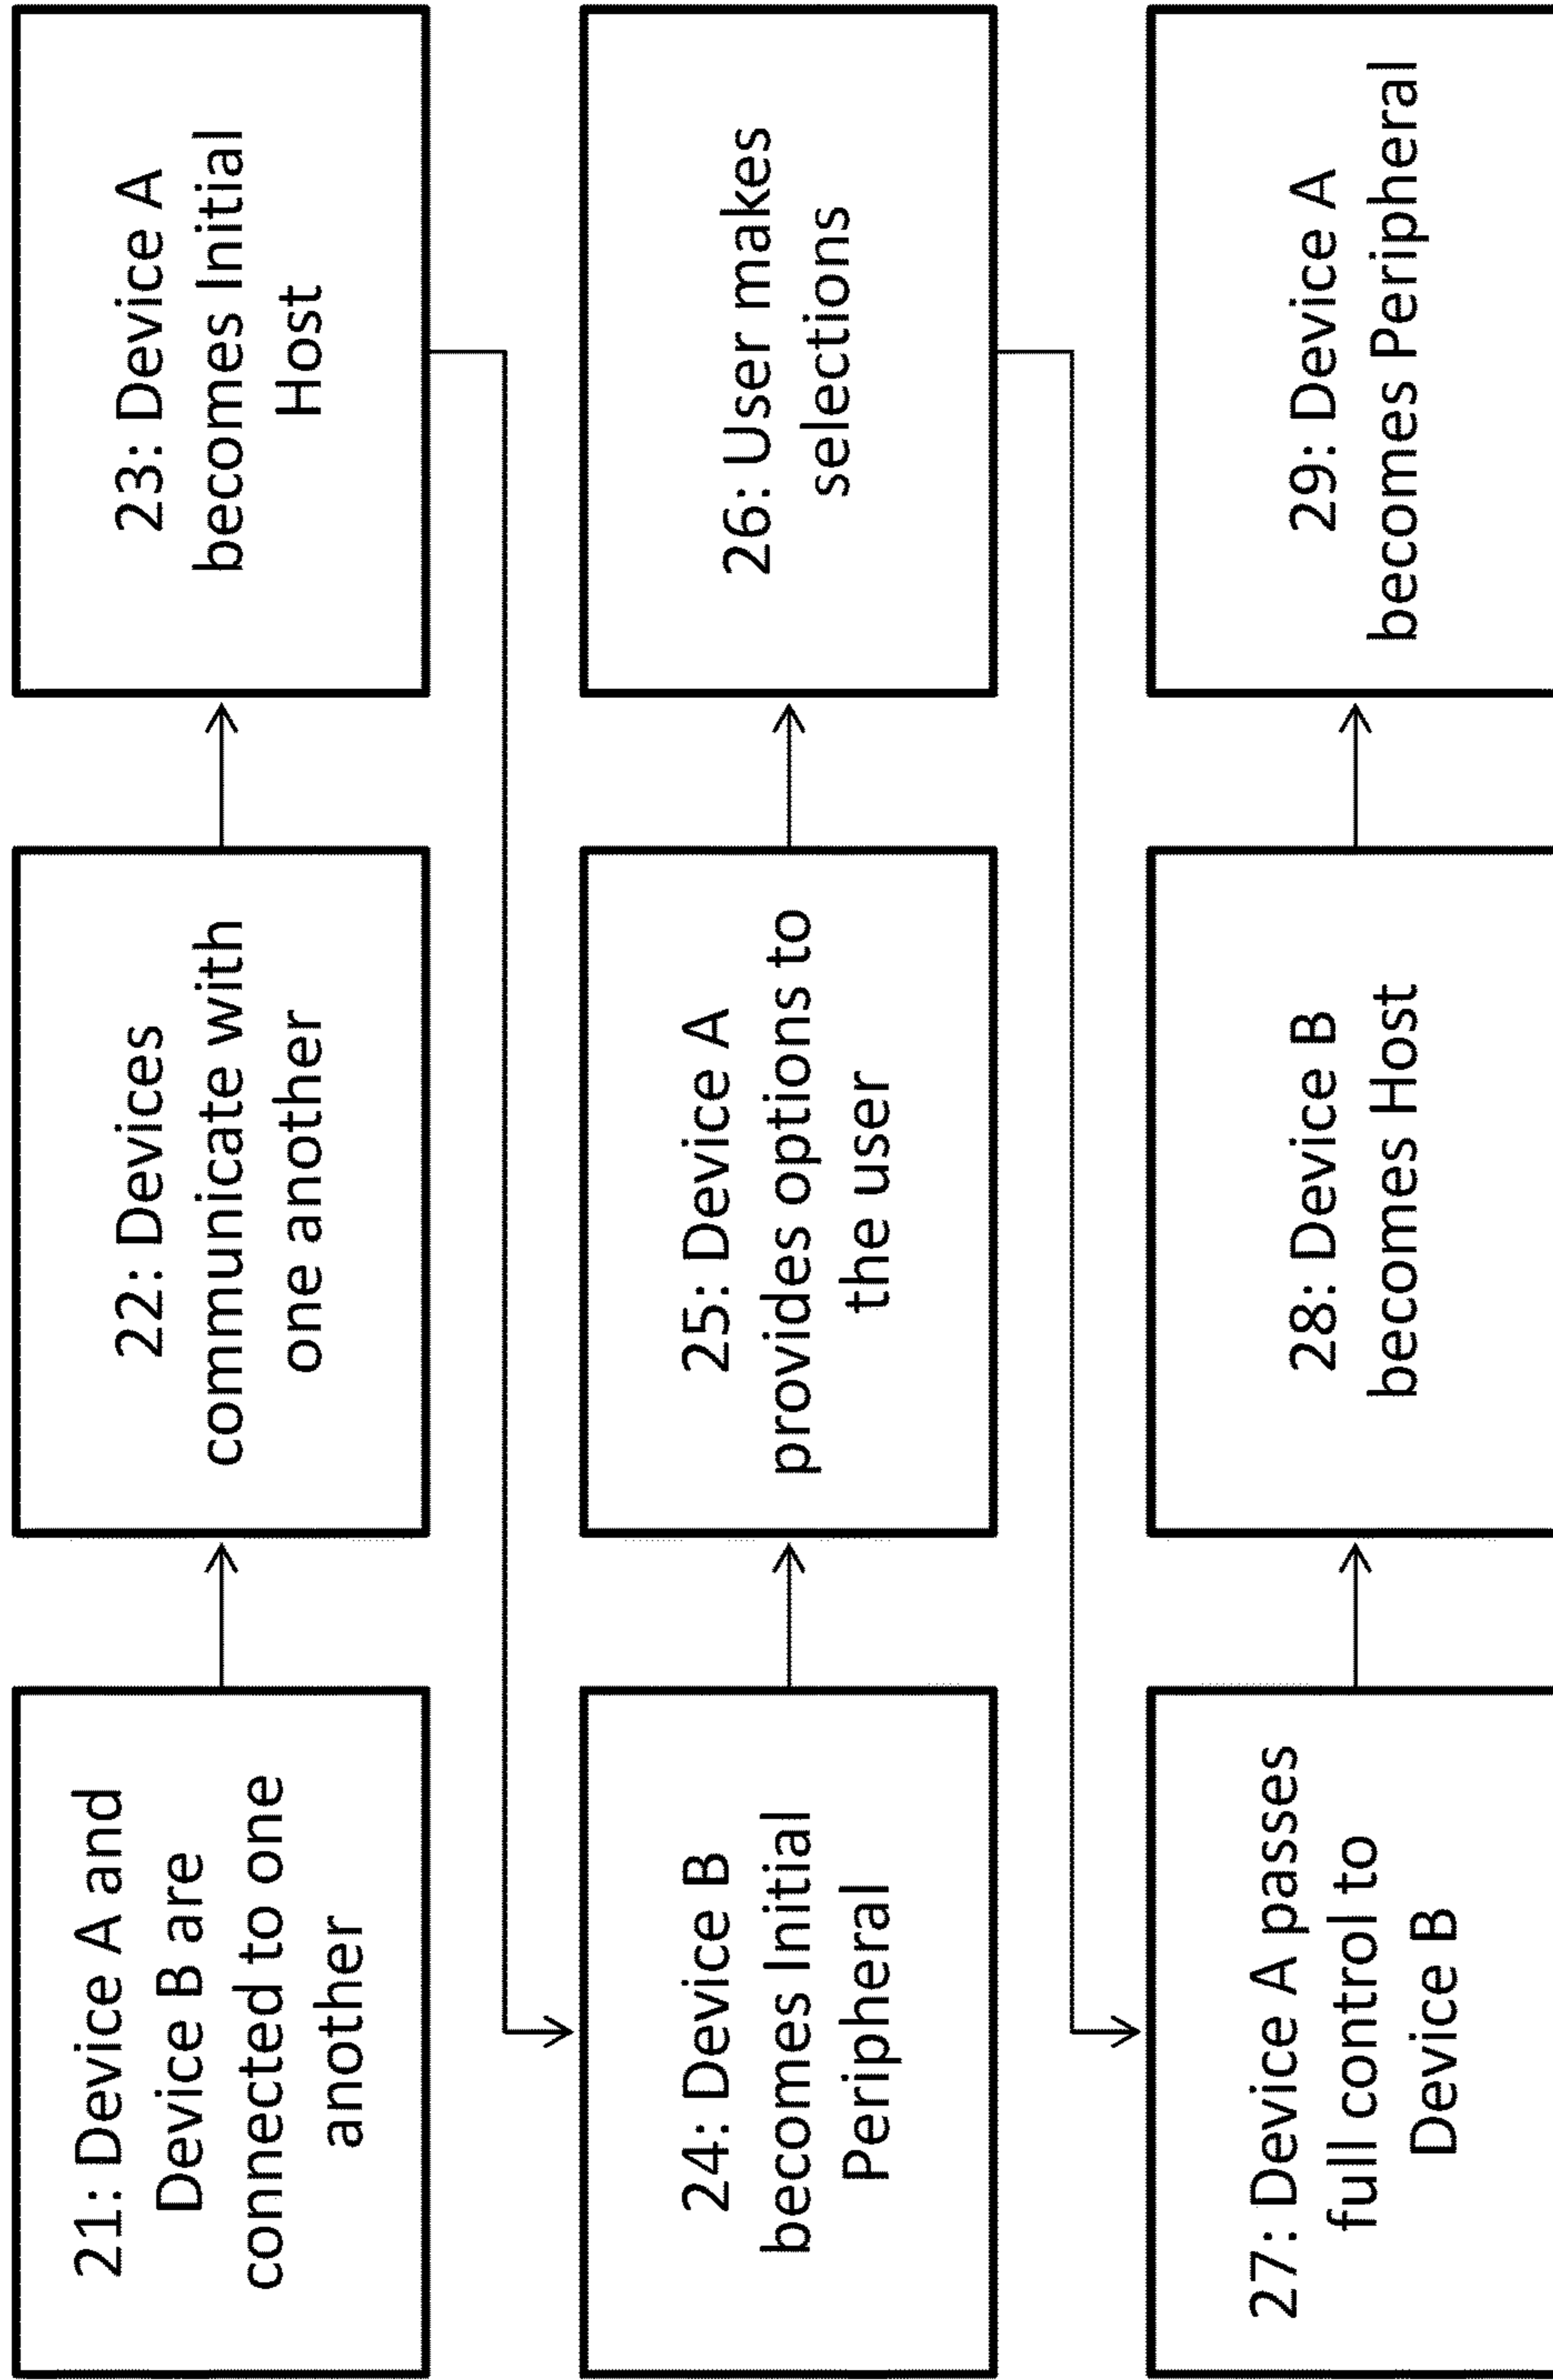 21: Device A and
Device B are
connected to one
another
22: Devices
communicate with
one another
23: Device A
becomes Initial
Host
24: Device B
becomes Initial
Peripheral
25: Device A
provides options to
the user
26: User makes
selections
27: Device A passes
full control to
Device B
28: Device B
becomes Host
29: Device A
becomes Peripheral